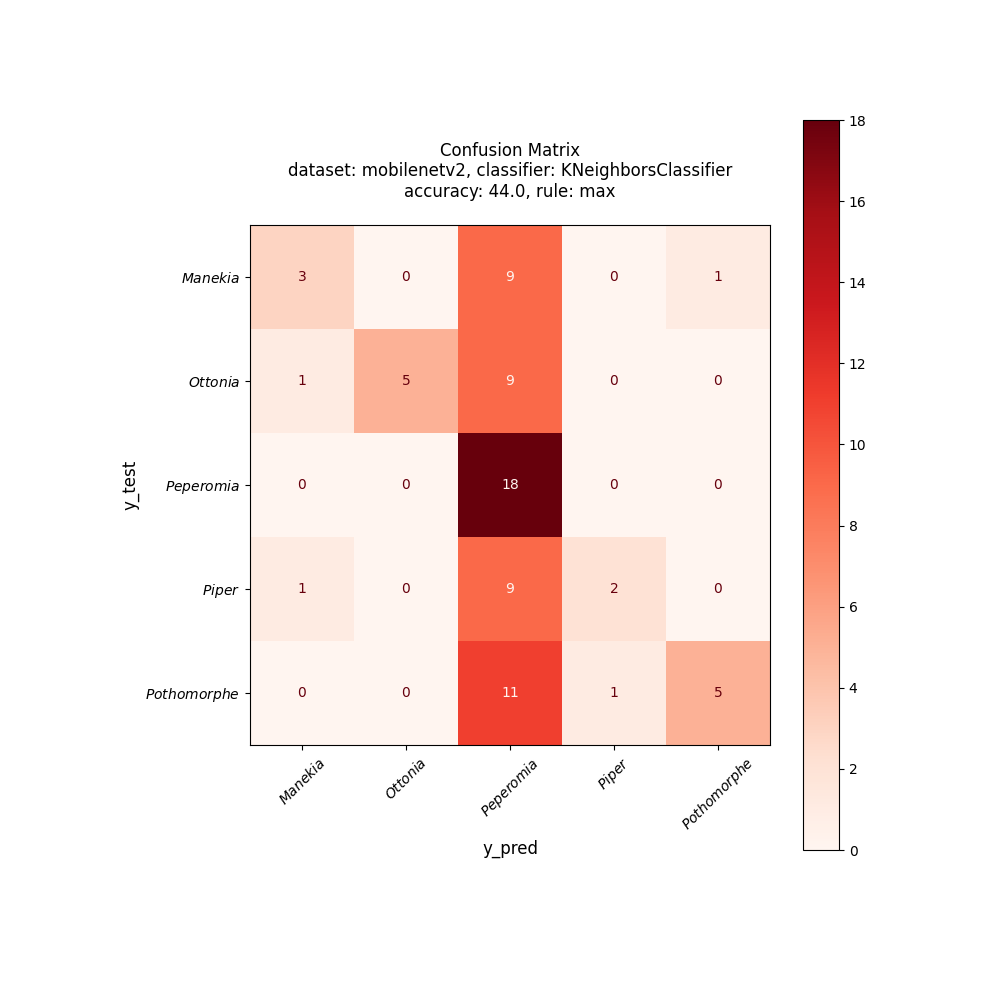 Confusion Matrix
dataset: mobilenetv2, classifier: KNeighborsClassifier
accuracy: 44.0, rule: max
Manekia 3 0 9 0 1
Ottonia 1 5 9 0 0
Peperomia 0 0 18 0 0
Piper 1 0 9 2 0
Pothomorphe 0 0 11 1 5
Manekia Ottonia Peperomia Piper Pothomorphe
y_pred
y_test
18
16
14
12
10
8
6
4
2
0